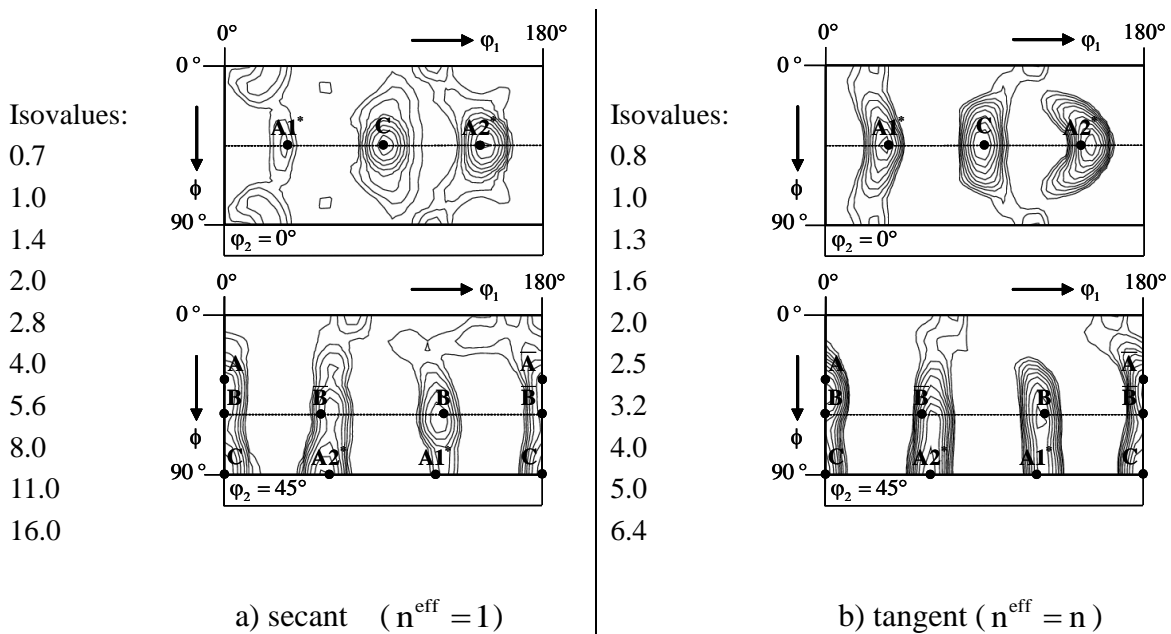 0° 180°
φ₁
0°
A1* C A2*
ϕ
90°
φ₂ = 0°
Isovalues:
0.7
1.0
1.4
2.0
2.8
4.0
5.6
8.0
11.0
16.0
0° 180°
φ₁
0°
A A̅
B B̅ B B̅
ϕ
C A2* A1* C
90°
φ₂ = 45°
a) secant (n^eff = 1)
0° 180°
φ₁
0°
A1* C A2*
ϕ
90°
φ₂ = 0°
Isovalues:
0.8
1.0
1.3
1.6
2.0
2.5
3.2
4.0
5.0
6.4
0° 180°
φ₁
0°
A A̅
B B̅ B B̅
ϕ
C A2* A1* C
90°
φ₂ = 45°
b) tangent (n^eff = n)